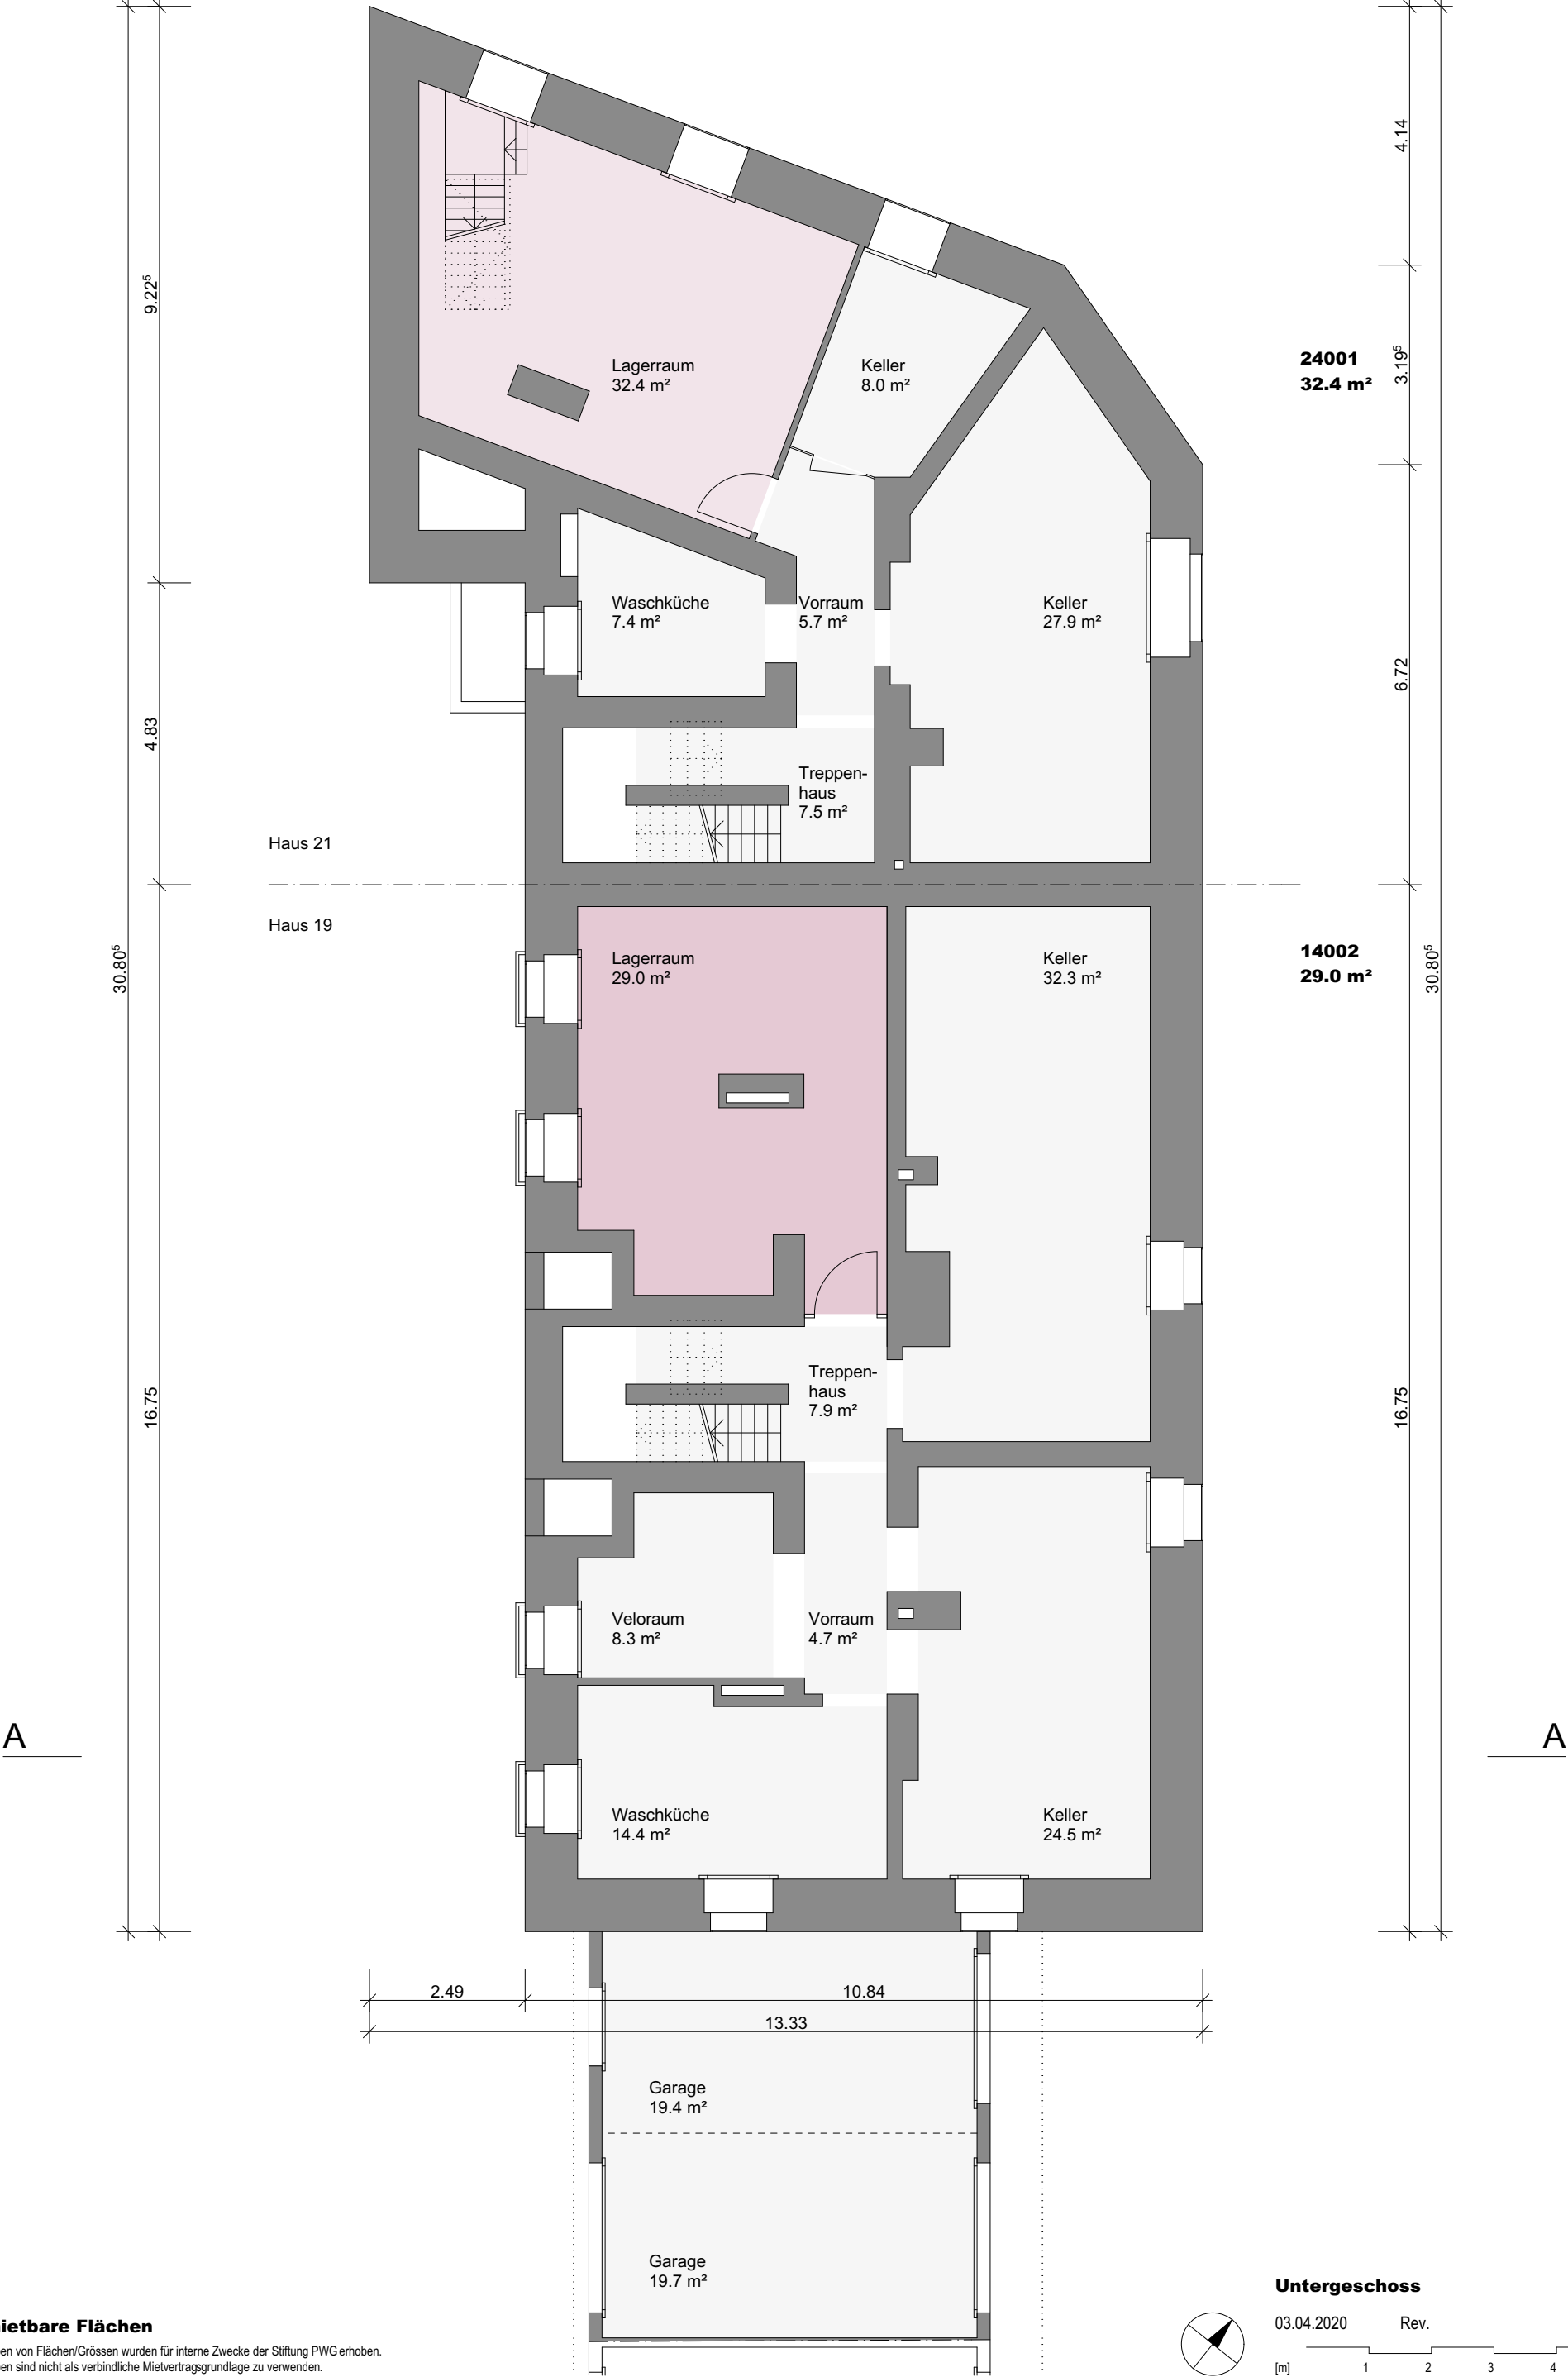 4.14
9.22⁵
Lagerraum
32.4 m²
Keller
8.0 m²
24001
32.4 m²
3.19⁵
Waschküche
7.4 m²
Vorraum
5.7 m²
Keller
27.9 m²
6.72
4.83
Treppen-
haus
7.5 m²
Haus 21
Haus 19
30.80⁵
Lagerraum
29.0 m²
Keller
32.3 m²
14002
29.0 m²
30.80⁵
16.75
Treppen-
haus
7.9 m²
16.75
Veloraum
8.3 m²
Vorraum
4.7 m²
A
A
Waschküche
14.4 m²
Keller
24.5 m²
2.49
10.84
13.33
Garage
19.4 m²
Garage
19.7 m²
ietbare Flächen
en von Flächen/Grössen wurden für interne Zwecke der Stiftung PWG erhoben.
en sind nicht als verbindliche Mietvertragsgrundlage zu verwenden.
Untergeschoss
03.04.2020 Rev.
[m] 1 2 3 4